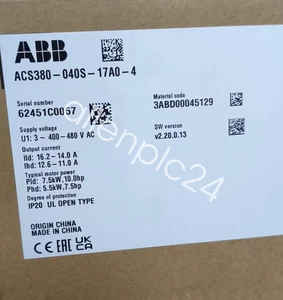 ABB
ACS380-040S-17A0-4
Serial number
62451C0057
Material code
3ABD00045129
Supply voltage
U1: 3 ~ 400-480 V AC
SW version
v2.20.0.13
Output current
Ild: 16.2-14.0 A
Ihd: 12.6-11.0 A
Typical motor power
Pld: 7.5kW,10.0hp
Phd: 5.5kW,7.5hp
Degree of protection
IP20 UL OPEN TYPE
ORIGIN CHINA
MADE IN CHINA
CE EAC UK CA